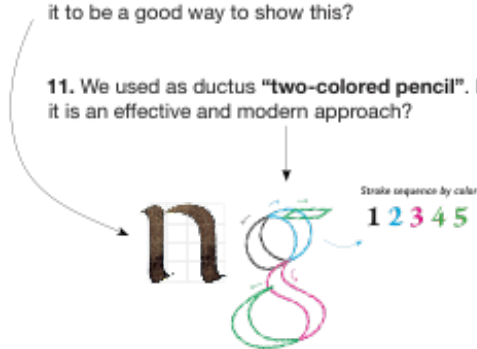 it to be a good way to show this?
11. We used as ductus “two-colored pencil”.
it is an effective and modern approach?
Stroke sequence by color
1 2 3 4 5
n g